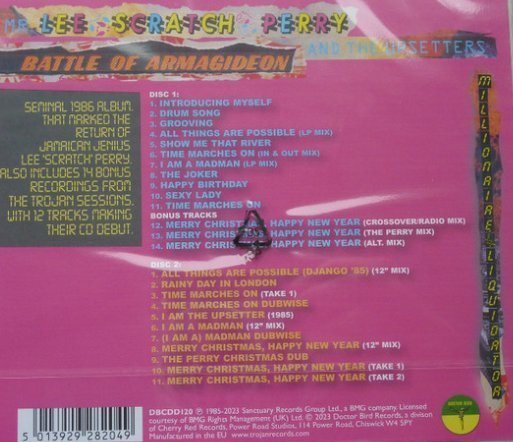 MR. LEE 'SCRATCH' PERRY
AND THE UPSETTERS
BATTLE OF ARMAGIDEON
MILLIONAIRE LIQUIDATOR
SEMINAL 1986 ALBUM,
THAT MARKED THE
RETURN OF
JAMAICAN JENIUS
LEE 'SCRATCH' PERRY.
ALSO INCLUDES 14 BONUS
RECORDINGS FROM
THE TROJAN SESSIONS,
WITH 12 TRACKS MAKING
THEIR CD DEBUT.
DISC 1:
1. INTRODUCING MYSELF
2. DRUM SONG
3. GROOVING
4. ALL THINGS ARE POSSIBLE (LP MIX)
5. SHOW ME THAT RIVER
6. TIME MARCHES ON (IN & OUT MIX)
7. I AM A MADMAN (LP MIX)
8. THE JOKER
9. HAPPY BIRTHDAY
10. SEXY LADY
11. TIME MARCHES ON
BONUS TRACKS
12. MERRY CHRISTMAS, HAPPY NEW YEAR (CROSSOVER/RADIO MIX)
13. MERRY CHRISTMAS, HAPPY NEW YEAR (THE PERRY MIX)
14. MERRY CHRISTMAS, HAPPY NEW YEAR (ALT. MIX)
DISC 2:
1. ALL THINGS ARE POSSIBLE (DJANGO '85) (12" MIX)
2. RAINY DAY IN LONDON
3. TIME MARCHES ON (TAKE 1)
4. TIME MARCHES ON DUBWISE
5. I AM THE UPSETTER (1985)
6. I AM A MADMAN (12" MIX)
7. (I AM A) MADMAN DUBWISE
8. MERRY CHRISTMAS, HAPPY NEW YEAR (12" MIX)
9. THE PERRY CHRISTMAS DUB
10. MERRY CHRISTMAS, HAPPY NEW YEAR (TAKE 1)
11. MERRY CHRISTMAS, HAPPY NEW YEAR (TAKE 2)
5 013929 282049
DBCDD120 ℗ 1985-2023 Sanctuary Records Group Ltd., a BMG company Licensed
courtesy of BMG Rights Management (UK) Ltd. © 2023 Doctor Bird Records, a divison
of Cherry Red Records, Power Road Studios, 114 Power Road, Chiswick W4 5PY
Manufactured in the EU www.trojanrecords.com
DOCTOR BIRD